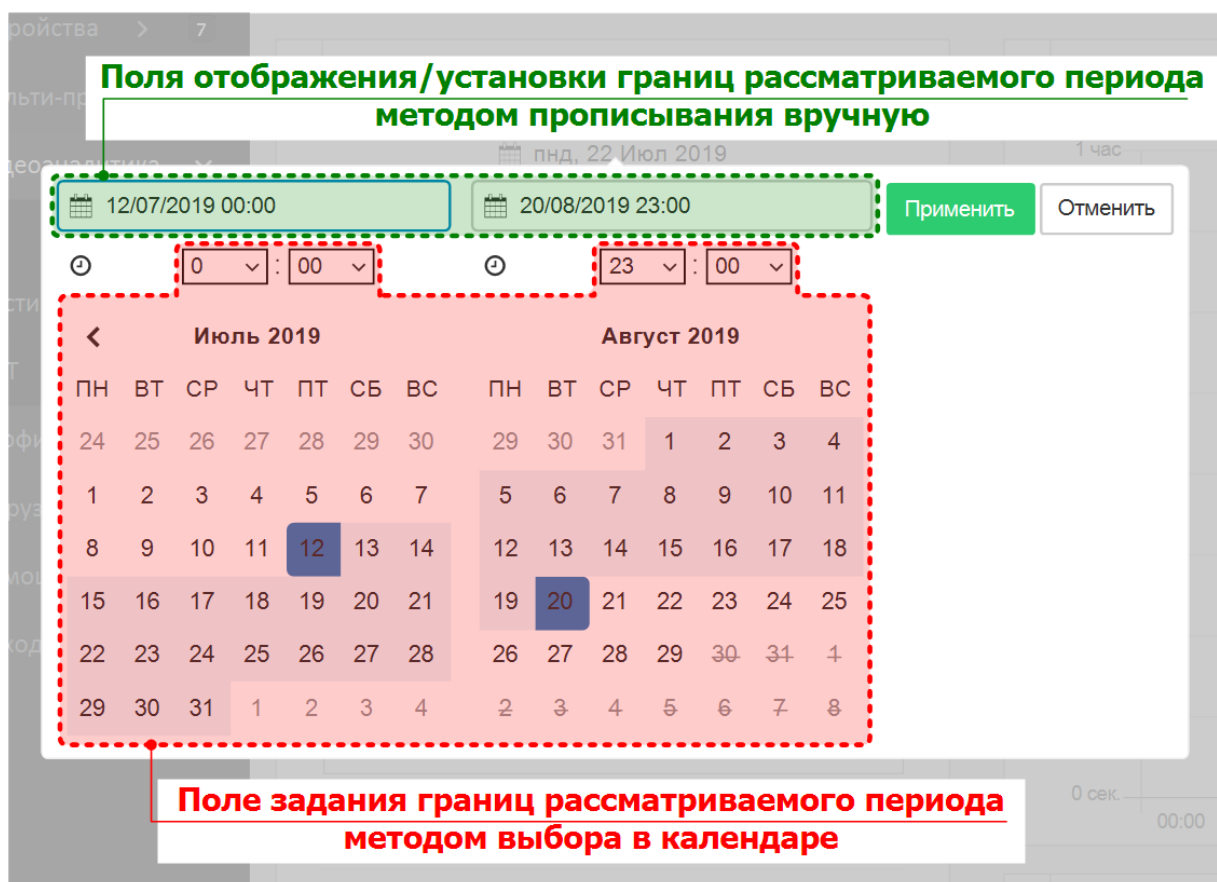 7
Поля отображения/установки границ рассматриваемого периода
методом прописывания вручную
пнд, 22 Июл 2019
1 час
12/07/2019 00:00 20/08/2019 23:00 Применить Отменить
0 : 00 23 : 00
Июль 2019 Август 2019
ПН ВТ СР ЧТ ПТ СБ ВС ПН ВТ СР ЧТ ПТ СБ ВС
24 25 26 27 28 29 30 29 30 31 1 2 3 4
1 2 3 4 5 6 7 5 6 7 8 9 10 11
8 9 10 11 12 13 14 12 13 14 15 16 17 18
15 16 17 18 19 20 21 19 20 21 22 23 24 25
22 23 24 25 26 27 28 26 27 28 29 30 31 1
29 30 31 1 2 3 4 2 3 4 5 6 7 8
Поле задания границ рассматриваемого периода
методом выбора в календаре
0 сек.
00:00